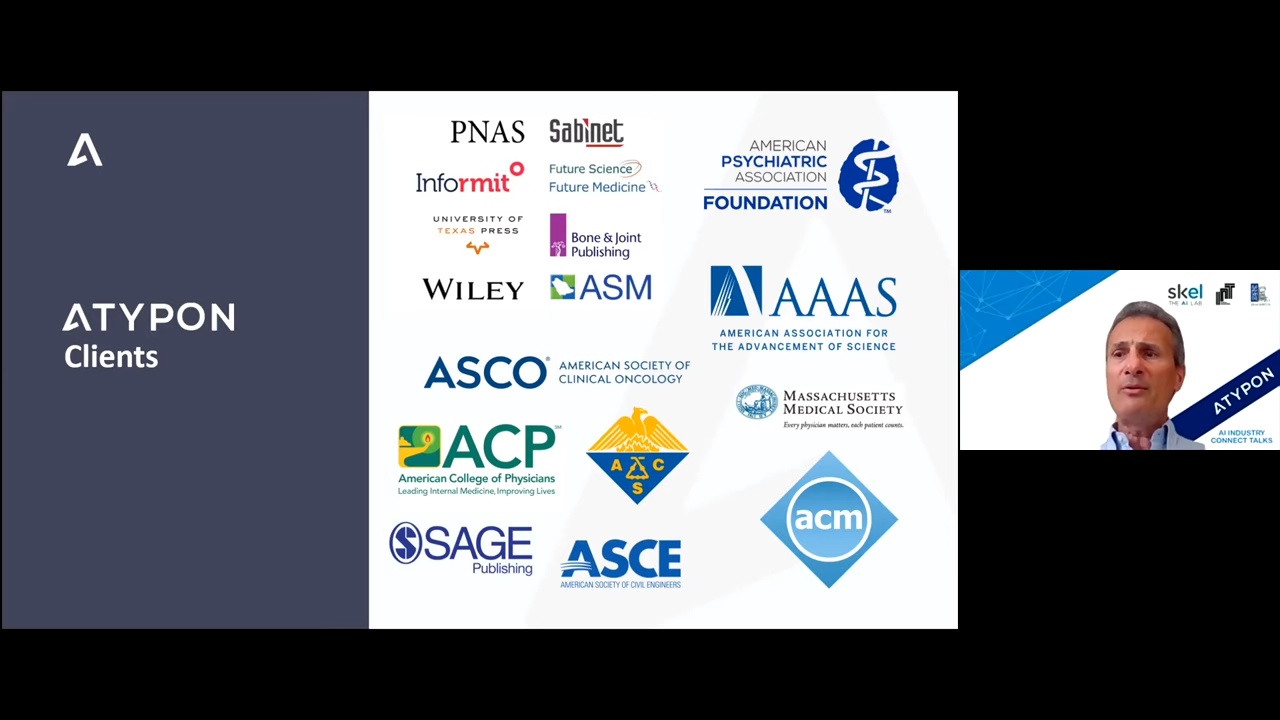 ATYPON
Clients
PNAS
Sabinet
Informit
Future Science
Future Medicine
UNIVERSITY OF
TEXAS PRESS
Bone & Joint
Publishing
WILEY
ASM
AMERICAN
PSYCHIATRIC
ASSOCIATION
FOUNDATION
TM
AAAS
AMERICAN ASSOCIATION FOR
THE ADVANCEMENT OF SCIENCE
ASCO®
AMERICAN SOCIETY OF
CLINICAL ONCOLOGY
MASSACHUSETTS
MEDICAL SOCIETY
Every physician matters, each patient counts.
ACP SM
American College of Physicians
Leading Internal Medicine, Improving Lives
A C
S
acm
S SAGE
Publishing
ASCE
AMERICAN SOCIETY OF CIVIL ENGINEERS
skel
THE AI LAB
ATYPON
AI INDUSTRY
CONNECT TALKS